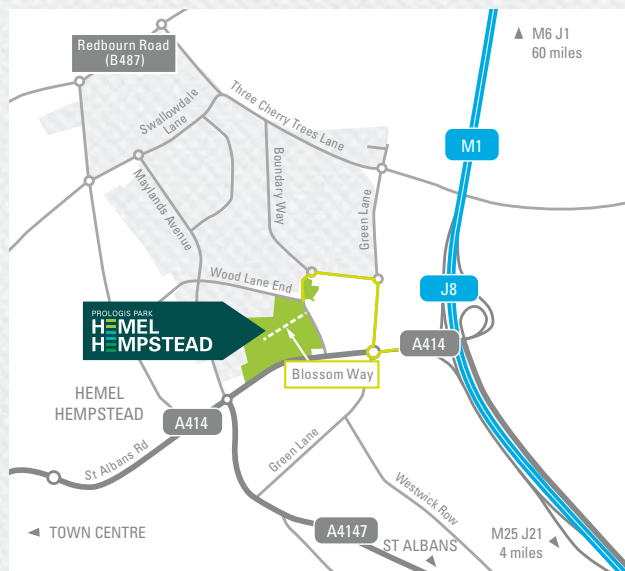 Redbourn Road
(B487)
M6 J1
60 miles
Three Cherry Trees Lane
Swallowdale
Lane
M1
Boundary Way
Maylands Avenue
Green Lane
Wood Lane End
J8
PROLOGIS PARK
HEMEL
HEMPSTEAD
A414
Blossom Way
HEMEL
HEMPSTEAD
A414
St Albans Rd
Green Lane
Westwick Row
TOWN CENTRE
A4147
ST ALBANS
M25 J21
4 miles